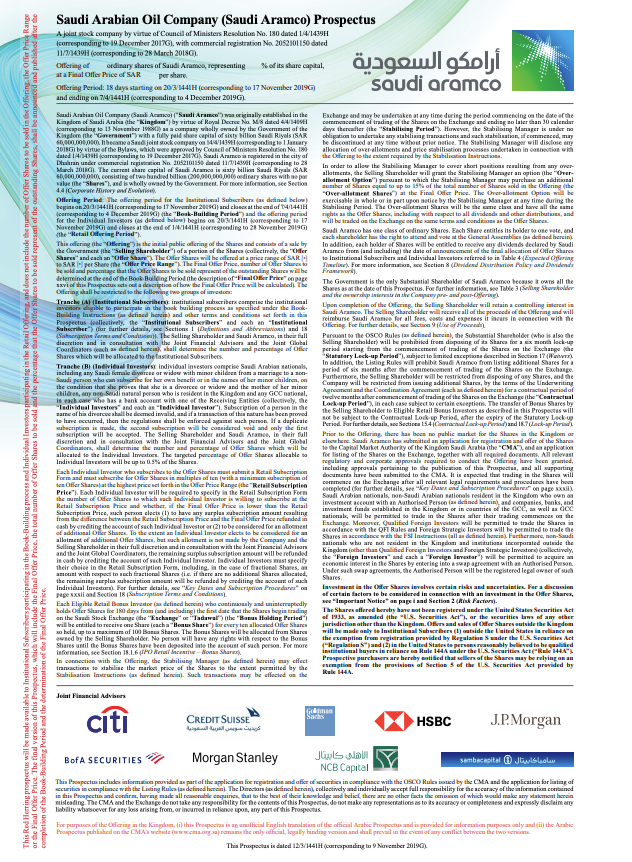 Saudi Arabian Oil Company (Saudi Aramco) Prospectus
A joint stock company by virtue of Council of Ministers Resolution No. 180 dated 1/4/1439H
(corresponding to 19 December 2017G), with commercial registration No. 2052101150 dated
11/7/1439H (corresponding to 28 March 2018G).
Offering of ordinary shares of Saudi Aramco, representing % of its share capital,
at a Final Offer Price of SAR per share.
Offering Period: 18 days starting on 20/3/1441H (corresponding to 17 November 2019G)
and ending on 7/4/1441H (corresponding to 4 December 2019G).
أرامكو السعودية
saudi aramco
Saudi Arabian Oil Company (Saudi Aramco) ("Saudi Aramco") was originally established in the
Kingdom of Saudi Arabia (the "Kingdom") by virtue of Royal Decree No. M/8 dated 4/4/1409H
(corresponding to 13 November 1988G) as a company wholly owned by the Government of the
Kingdom (the "Government") with a fully paid share capital of sixty billion Saudi Riyals (SAR
60,000,000,000). It became a Saudi joint stock company on 14/4/1439H (corresponding to 1 January
2018G) by virtue of the Bylaws, which were approved by Council of Ministers Resolution No. 180
dated 1/4/1439H (corresponding to 19 December 2017G). Saudi Aramco is registered in the city of
Dhahran under commercial registration No. 2052101150 dated 11/7/1439H (corresponding to 28
March 2018G). The current share capital of Saudi Aramco is sixty billion Saudi Riyals (SAR
60,000,000,000), consisting of two hundred billion (200,000,000,000) ordinary shares with no par
value (the "Shares"), and is wholly owned by the Government. For more information, see Section
4.4 (Corporate History and Evolution).
Offering Period: The offering period for the Institutional Subscribers (as defined below)
begins on 20/3/1441H (corresponding to 17 November 2019G) and closes at the end of 7/4/1441H
(corresponding to 4 December 2019G) (the "Book-Building Period") and the offering period
for the Individual Investors (as defined below) begins on 20/3/1441H (corresponding to 17 November
2019G) and closes at the end of 1/4/1441H (corresponding to 28 November 2019G)
(the "Retail Offering Period").
This offering (the "Offering") is the initial public offering of the Shares and consists of a sale by
the Government (the "Selling Shareholder") of a portion of the Shares (collectively, the "Offer
Shares" and each an "Offer Share"). The Offer Shares will be offered at a price range of SAR [•]
to SAR [•] per Share (the "Offer Price Range"). The Final Offer Price, the number of Offer Shares to
be sold and percentage that the Offer Shares to be sold represent of the outstanding Shares will be
determined at the end of the Book-Building Period (the description of "Final Offer Price" on page
xxvi of this Prospectus sets out a description of how the Final Offer Price will be calculated). The
Offering shall be restricted to the following two groups of investors:
Tranche (A) (Institutional Subscribers): institutional subscribers comprise the institutional
investors eligible to participate in the book building process as specified under the Book-
Building Instructions (as defined herein) and other terms and conditions set forth in this
Prospectus (collectively, the "Institutional Subscribers" and each an "Institutional
Subscriber") (for further details, see Sections 1 (Definitions and Abbreviations) and 18
(Subscription Terms and Conditions)). The Selling Shareholder and Saudi Aramco, in their full
discretion and in consultation with the Joint Financial Advisors and the Joint Global
Coordinators (each as defined herein), shall determine the number and percentage of Offer
Shares which will be allocated to the Institutional Subscribers.
Tranche (B) (Individual Investors): individual investors comprise Saudi Arabian nationals,
including any Saudi female divorcee or widow with minor children from a marriage to a non-
Saudi person who can subscribe for her own benefit or in the names of her minor children, on
the condition that she proves that she is a divorcee or widow and the mother of her minor
children, any non-Saudi natural person who is resident in the Kingdom and any GCC national,
in each case who has a bank account with one of the Receiving Entities (collectively, the
"Individual Investors" and each an "Individual Investor"). Subscription of a person in the
name of his divorcee shall be deemed invalid, and if a transaction of this nature has been proved
to have occurred, then the regulations will be enforced against such person. If a duplicate
subscription is made, the second subscription will be considered void and only the first
subscription will be accepted. The Selling Shareholder and Saudi Aramco, in their full
discretion and in consultation with the Joint Financial Advisors and the Joint Global
Coordinators, shall determine the number and percentage of Offer Shares which will be
allocated to the Individual Investors. The targeted percentage of Offer Shares allocable to
Individual Investors will be up to 0.5% of the Shares.
Each Individual Investor who subscribes to the Offer Shares must submit a Retail Subscription
Form and must subscribe for Offer Shares in multiples of ten (with a minimum subscription of
ten Offer Shares) at the highest price set forth in the Offer Price Range (the "Retail Subscription
Price"). Each Individual Investor will be required to specify in the Retail Subscription Form
the number of Offer Shares to which such Individual Investor is willing to subscribe at the
Retail Subscription Price and whether, if the Final Offer Price is lower than the Retail
Subscription Price, such person elects (1) to have any surplus subscription amount resulting
from the difference between the Retail Subscription Price and the Final Offer Price refunded in
cash by crediting the account of such Individual Investor or (2) to be considered for an allotment
of additional Offer Shares. To the extent an Individual Investor elects to be considered for an
allotment of additional Offer Shares, but such allotment is not made by the Company and the
Selling Shareholder in their full discretion and in consultation with the Joint Financial Advisors
and the Joint Global Coordinators, the remaining surplus subscription amount will be refunded
in cash by crediting the account of such Individual Investor. Individual Investors must specify
their choice in the Retail Subscription Form, including, in the case of fractional Shares, an
amount with respect to such fractional Shares (i.e. if there are no additional Shares allocated,
the remaining surplus subscription amount will be refunded by crediting the account of such
Individual Investor). For further details, see "Key Dates and Subscription Procedures" on
page xxxii and Section 18 (Subscription Terms and Conditions).
Each Eligible Retail Bonus Investor (as defined herein) who continuously and uninterruptedly
holds Offer Shares for 180 days from (and including) the first date that the Shares begin trading
on the Saudi Stock Exchange (the "Exchange" or "Tadawul") (the "Bonus Holding Period")
will be entitled to receive one Share (each a "Bonus Share") for every ten allocated Offer Shares
so held, up to a maximum of 100 Bonus Shares. The Bonus Shares will be allocated from Shares
owned by the Selling Shareholder. No person will have any rights with respect to the Bonus
Shares until the Bonus Shares have been deposited into the account of such person. For more
information, see Section 18.1.6 (IPO Retail Incentive – Bonus Shares).
In connection with the Offering, the Stabilising Manager (as defined herein) may effect
transactions to stabilise the market price of the Shares to the extent permitted by the
Stabilisation Instructions (as defined herein). Such transactions may be effected on the
Exchange and may be undertaken at any time during the period commencing on the date of the
commencement of trading of the Shares on the Exchange and ending no later than 30 calendar
days thereafter (the "Stabilising Period"). However, the Stabilising Manager is under no
obligation to undertake any stabilising transactions and such stabilisation, if commenced, may
be discontinued at any time without prior notice. The Stabilising Manager will disclose any
allocation of over-allotments and price stabilisation processes undertaken in connection with
the Offering to the extent required by the Stabilisation Instructions.
In order to allow the Stabilising Manager to cover short positions resulting from any over-
allotments, the Selling Shareholder will grant the Stabilising Manager an option (the "Over-
allotment Option") pursuant to which the Stabilising Manager may purchase an additional
number of Shares equal to up to 15% of the total number of Shares sold in the Offering (the
"Over-allotment Shares") at the Final Offer Price. The Over-allotment Option will be
exercisable in whole or in part upon notice by the Stabilising Manager at any time during the
Stabilising Period. The Over-allotment Shares will be the same class and have all the same
rights as the Offer Shares, including with respect to all dividends and other distributions, and
will be traded on the Exchange on the same terms and conditions as the Offer Shares.
Saudi Aramco has one class of ordinary Shares. Each Share entitles its holder to one vote, and
each shareholder has the right to attend and vote at the General Assemblies (as defined herein).
In addition, each holder of Shares will be entitled to receive any dividends declared by Saudi
Aramco from (and including) the date of announcement of the final allocation of Offer Shares
to Institutional Subscribers and Individual Investors referred to in Table 4 (Expected Offering
Timeline). For more information, see Section 8 (Dividend Distribution Policy and Dividends
Framework).
The Government is the only Substantial Shareholder of Saudi Aramco because it owns all the
Shares as at the date of this Prospectus. For further information, see Table 3 (Selling Shareholder
and the ownership interests in the Company pre- and post-Offering).
Upon completion of the Offering, the Selling Shareholder will retain a controlling interest in
Saudi Aramco. The Selling Shareholder will receive all of the proceeds of the Offering and will
reimburse Saudi Aramco for all fees, costs and expenses it incurs in connection with the
Offering. For further details, see Section 9 (Use of Proceeds).
Pursuant to the OSCO Rules (as defined herein), the Substantial Shareholder (who is also the
Selling Shareholder) will be prohibited from disposing of its Shares for a six month lock-up
period starting from the commencement of trading of the Shares on the Exchange (the
"Statutory Lock-up Period"), subject to limited exceptions described in Section 17 (Waivers).
In addition, the Listing Rules will prohibit Saudi Aramco from listing additional Shares for a
period of six months after commencement of trading of the Shares on the Exchange.
Furthermore, the Selling Shareholder will be restricted from disposing of any Shares, and the
Company will be restricted from issuing additional Shares, by the terms of the Underwriting
Agreement and the Coordination Agreement (each as defined herein) for a contractual period of
twelve months after commencement of trading of the Shares on the Exchange (the "Contractual
Lock-up Period"), in each case subject to certain exceptions. The transfer of Bonus Shares by
the Selling Shareholder to Eligible Retail Bonus Investors as described in this Prospectus will
not be subject to the Contractual Lock-up Period, after the expiry of the Statutory Lock-up
Period. For further details, see Sections 13.4 (Contractual Lock-up Period) and 18.7 (Lock-up Period).
Prior to the Offering, there has been no public market for the Shares in the Kingdom or
elsewhere. Saudi Aramco has submitted an application for registration and offer of the Shares
to the Capital Market Authority of the Kingdom of Saudi Arabia (the "CMA"), and an application
for listing of the Shares on the Exchange, together with all required documents. All relevant
regulatory and corporate approvals required to conduct the Offering have been granted,
including approvals pertaining to the publication of this Prospectus, and all supporting
documents have been submitted to the CMA. It is expected that trading in the Shares will
commence on the Exchange after all relevant legal requirements and procedures have been
completed (for further details, see "Key Dates and Subscription Procedures" on page xxxii).
Saudi Arabian nationals, non-Saudi Arabian nationals resident in the Kingdom who own an
investment account with an Authorised Person (as defined herein), and companies, banks, and
investment funds established in the Kingdom or in countries of the GCC, as well as GCC
nationals, will be permitted to trade in the Shares after their trading commences on the
Exchange. Moreover, Qualified Foreign Investors will be permitted to trade in the Shares in
accordance with the QFI Rules and Foreign Strategic Investors will be permitted to trade the Shares
in accordance with the FSI Instructions (all as defined herein). Furthermore, non-Saudi
nationals who are not resident in the Kingdom and institutions incorporated outside the
Kingdom (other than Qualified Foreign Investors and Foreign Strategic Investors) (collectively,
the "Foreign Investors" and each a "Foreign Investor") will be permitted to acquire an
economic interest in the Shares by entering into a swap agreement with an Authorised Person.
Under such swap agreements, the Authorised Person will be the registered legal owner of such
Shares.
Investment in the Offer Shares involves certain risks and uncertainties. For a discussion
of certain factors to be considered in connection with an investment in the Offer Shares,
see "Important Notice" on page i and Section 2 (Risk Factors).
The Shares offered hereby have not been registered under the United States Securities Act
of 1933, as amended (the "U.S. Securities Act"), or the securities laws of any other
jurisdiction other than the Kingdom. Offers and sales of Offer Shares outside the Kingdom
will be made only to Institutional Subscribers (1) outside the United States in reliance on
the exemption from registration provided by Regulation S under the U.S. Securities Act
("Regulation S") and (2) in the United States to persons reasonably believed to be qualified
institutional buyers in reliance on Rule 144A under the U.S. Securities Act ("Rule 144A").
Prospective purchasers are hereby notified that sellers of the Shares may be relying on an
exemption from the provisions of Section 5 of the U.S. Securities Act provided by
Rule 144A.
Joint Financial Advisors
citi
CREDIT SUISSE
كريديت سويس العربية السعودية
Goldman
Sachs
HSBC
J.P.Morgan
BofA SECURITIES
Morgan Stanley
الأهلي كابيتال
NCB Capital
sambacapital
سامباكابيتال
This Prospectus includes information provided as part of the application for registration and offer of securities in compliance with the OSCO Rules issued by the CMA and the application for listing of
securities in compliance with the Listing Rules (as defined herein). The Directors (as defined herein), collectively and individually accept full responsibility for the accuracy of the information contained
in this Prospectus and confirm, having made all reasonable enquiries, that to the best of their knowledge and belief, there are no other facts the omission of which would make any statement herein
misleading. The CMA and the Exchange do not take any responsibility for the contents of this Prospectus, do not make any representations as to its accuracy or completeness and expressly disclaim any
liability whatsoever for any loss arising from, or incurred in reliance upon, any part of this Prospectus.
For purposes of the Offering in the Kingdom, (i) this Prospectus is an unofficial English translation of the official Arabic Prospectus and is provided for information purposes only and (ii) the Arabic
Prospectus published on the CMA's website (www.cma.org.sa) remains the only official, legally binding version and shall prevail in the event of any conflict between the two versions.
This Prospectus is dated 12/3/1441H (corresponding to 9 November 2019G).
This Red Herring prospectus will be made available to Institutional Subscribers participating in the Book-Building process and Individual Investors participating in the Retail Offering, and does not include the number of Offer Shares to be sold in the Offering, the Offer Price Range
or the Final Offer Price. The final version of this Prospectus, which will include the Final Offer Price, the total number of Offer Shares to be sold and the percentage that the Offer Shares to be sold represent of the outstanding Shares, shall be announced and published after the
completion of the Book-Building Period and the determination of the Final Offer Price.